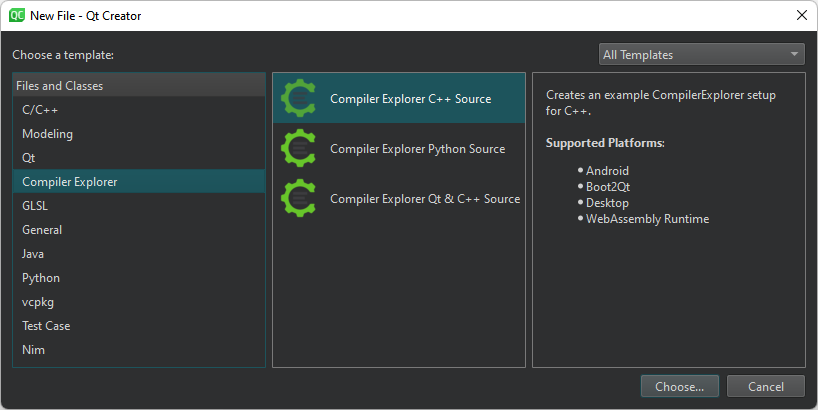 QC New File - Qt Creator
Choose a template:
All Templates
Files and Classes
C/C++
Modeling
Qt
Compiler Explorer
GLSL
General
Java
Python
vcpkg
Test Case
Nim
Compiler Explorer C++ Source
Compiler Explorer Python Source
Compiler Explorer Qt & C++ Source
Creates an example CompilerExplorer setup
for C++.
Supported Platforms:
• Android
• Boot2Qt
• Desktop
• WebAssembly Runtime
Choose...
Cancel